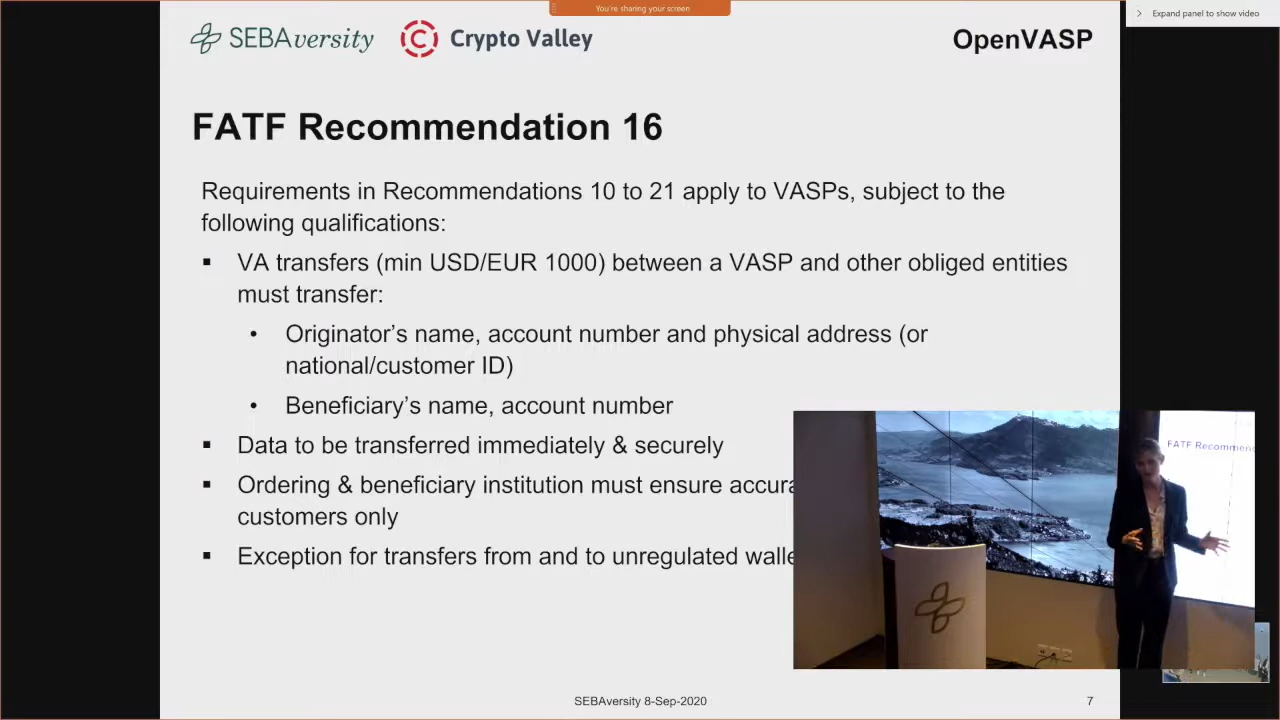 You're sharing your screen
Expand panel to show video
SEBAversity
Crypto Valley
OpenVASP
FATF Recommendation 16
Requirements in Recommendations 10 to 21 apply to VASPs, subject to the
following qualifications:
VA transfers (min USD/EUR 1000) between a VASP and other obliged entities
must transfer:
Originator's name, account number and physical address (or
national/customer ID)
Beneficiary's name, account number
Data to be transferred immediately & securely
Ordering & beneficiary institution must ensure
customers only
Exception for transfers from and to unregulated
FATF
SEBAversity 8-Sep-2020
7